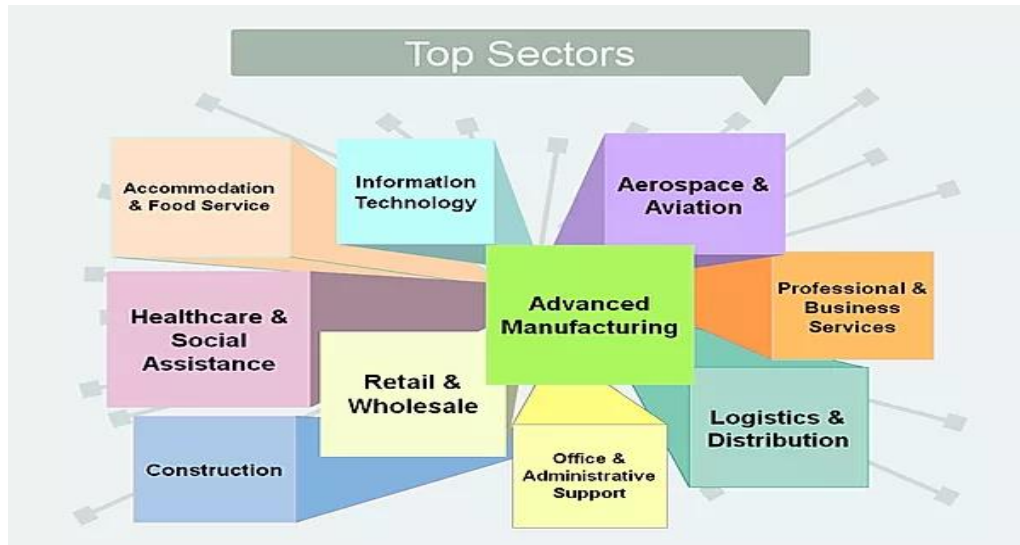 Top Sectors
Accommodation
& Food Service
Information
Technology
Aerospace &
Aviation
Healthcare &
Social
Assistance
Advanced
Manufacturing
Professional &
Business
Services
Retail &
Wholesale
Logistics &
Distribution
Construction
Office &
Administrative
Support